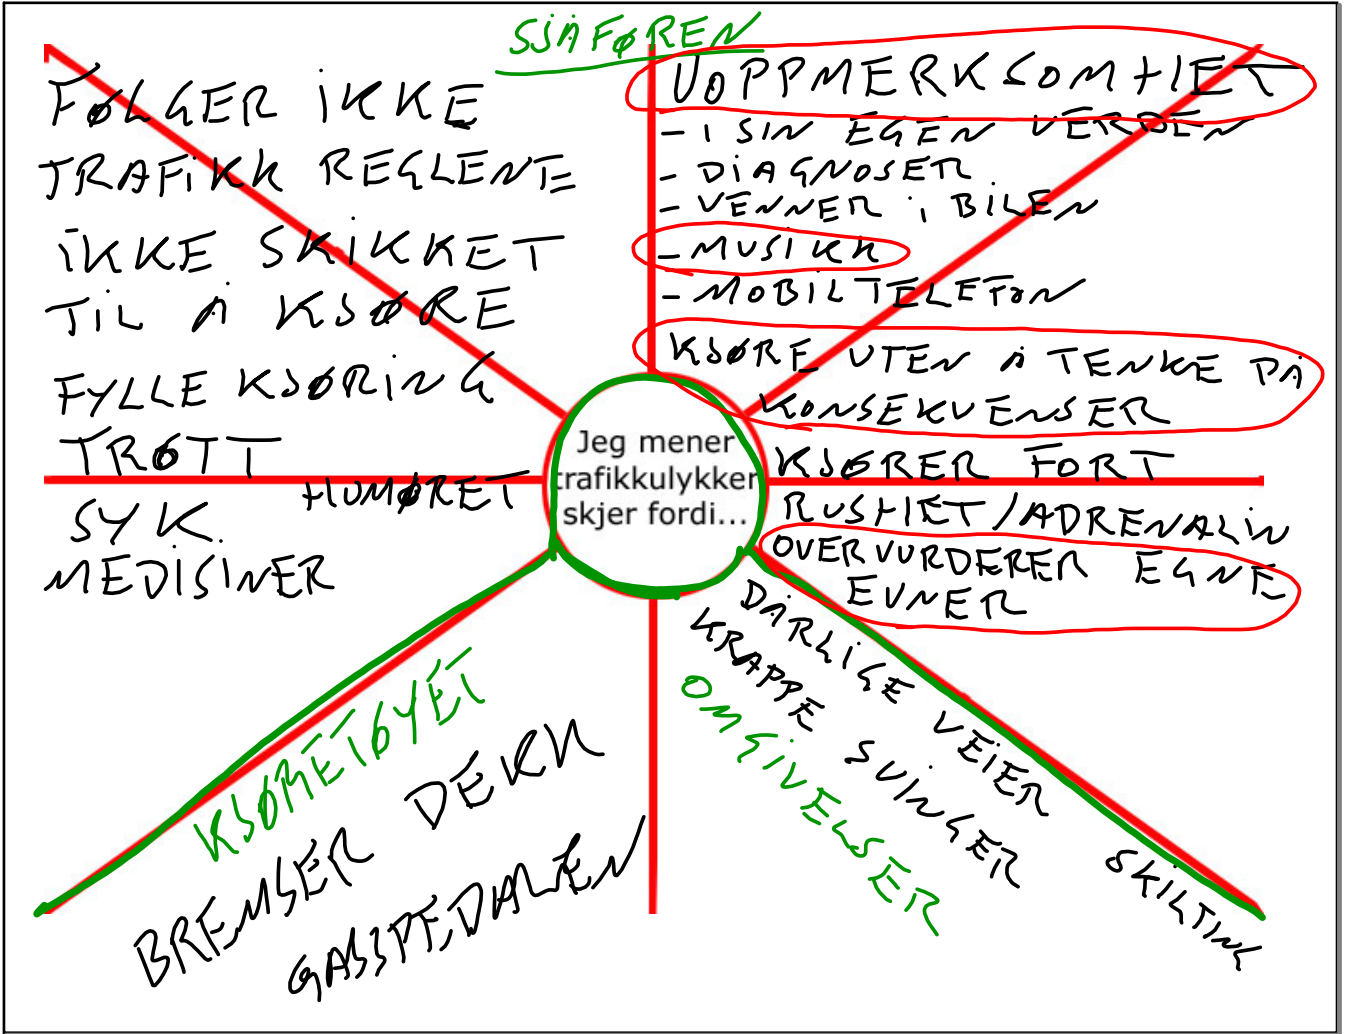 SJÅFØREN
FØLGER IKKE
TRAFIKK REGLENE
IKKE SKIKKET
TIL Å KJØRE
FYLLE KJØRING
TRØTT
HUMØRET
SYK
MEDISINER
UOPPMERKSOMHET
- I SIN EGEN VERDEN
- DIAGNOSER
- VENNER I BILEN
- MUSIKK
- MOBILTELEFON
KJØRE UTEN Å TENKE PÅ
KONSEKVENSER
KJØRER FORT
RUSHET/ADRENALIN
OVERVURDERER EGNE
EVNER
Jeg mener
trafikkulykker
skjer fordi...
DÅRLIGE VEIER SKILTING
KRAPPE SVINGER
OMGIVELSER
KJØRETØYET
BREMSER DEKK
GASSPEDALEN